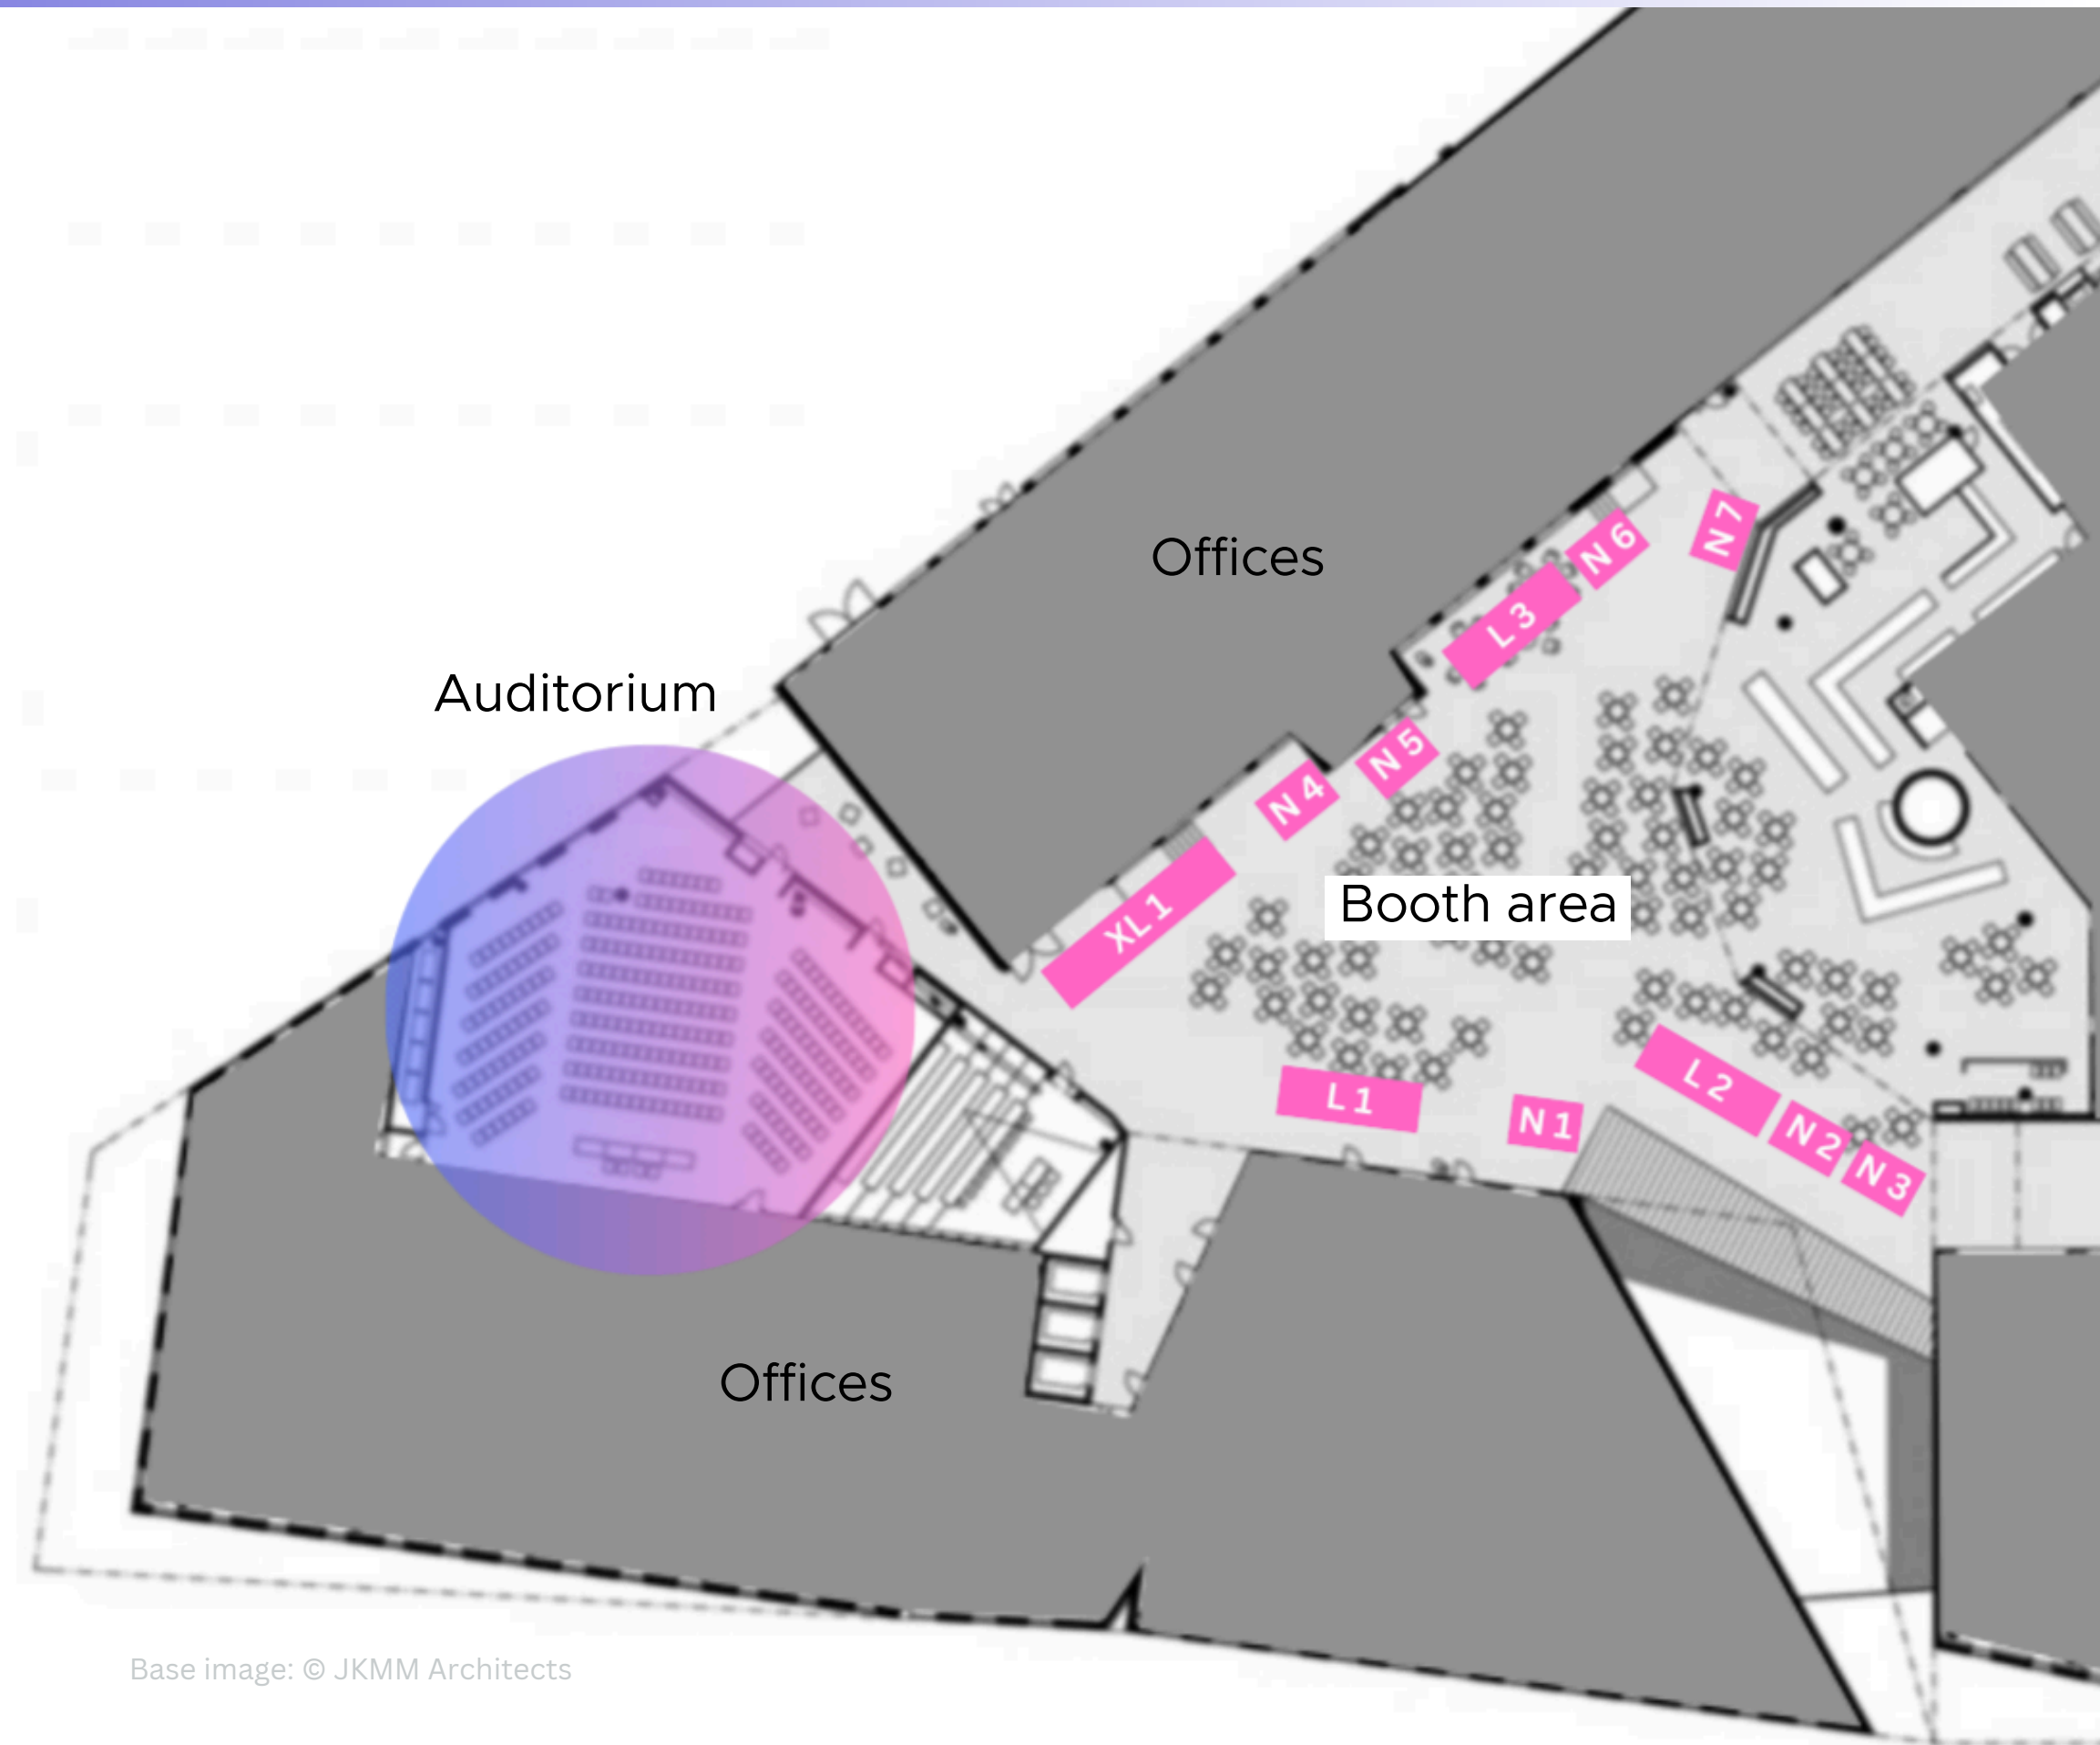 Offices
N 7
N 6
L 3
Auditorium
N 5
N 4
Booth area
XL 1
L 2
L 1
N 1
N 2
N 3
Offices
Base image: © JKMM Architects